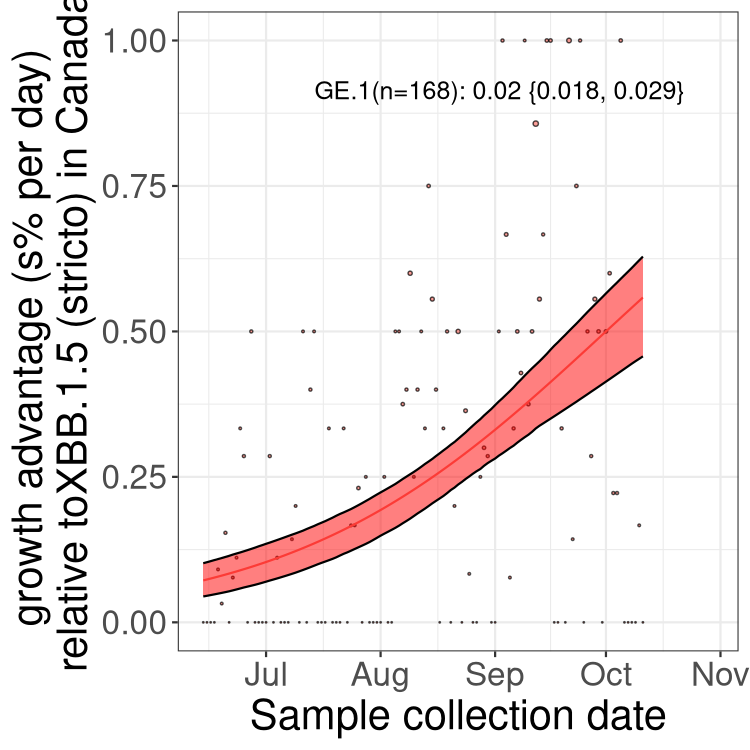 growth advantage (s% per day)
relative toXBB.1.5 (stricto) in Canada
1.00
0.75
0.50
0.25
0.00
GE.1(n=168): 0.02 {0.018, 0.029}
Jul Aug Sep Oct Nov
Sample collection date